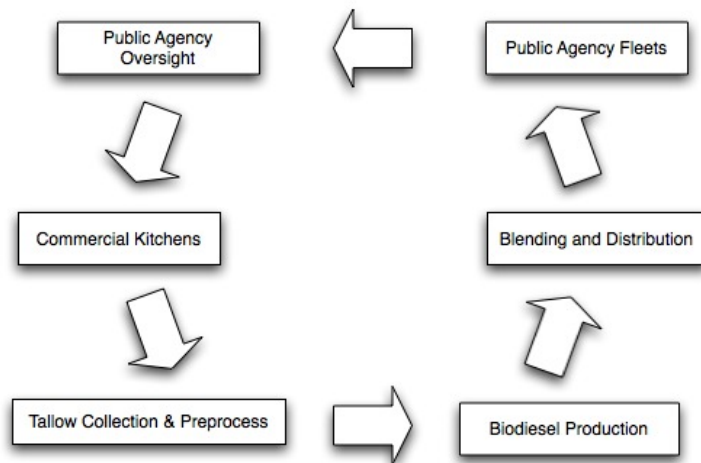 Public Agency
Oversight
Public Agency Fleets
Commercial Kitchens
Blending and Distribution
Tallow Collection & Preprocess
Biodiesel Production